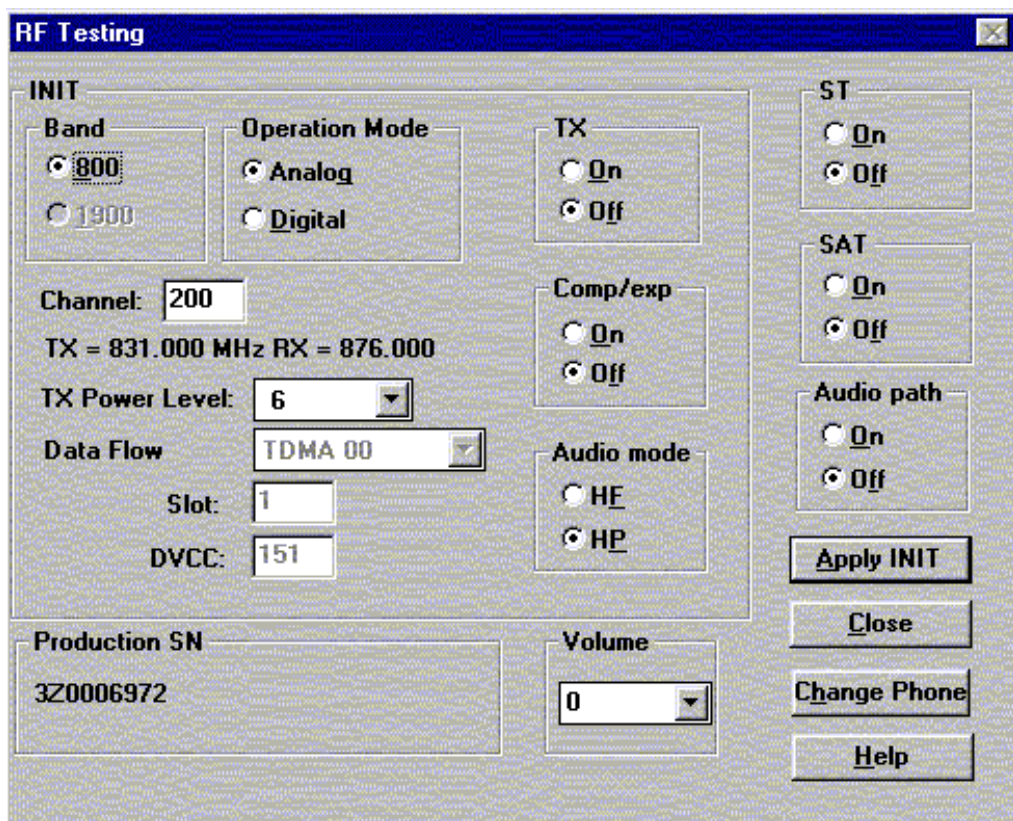 RF Testing
INIT
Band
800
1900
Operation Mode
Analog
Digital
Channel: 200
TX = 831.000 MHz RX = 876.000
TX Power Level: 6
Data Flow TDMA 00
Slot: 1
DVCC: 151
TX
On
Off
Comp/exp
On
Off
Audio mode
HF
HP
ST
On
Off
SAT
On
Off
Audio path
On
Off
Apply INIT
Close
Change Phone
Help
Production SN
3Z0006972
Volume
0